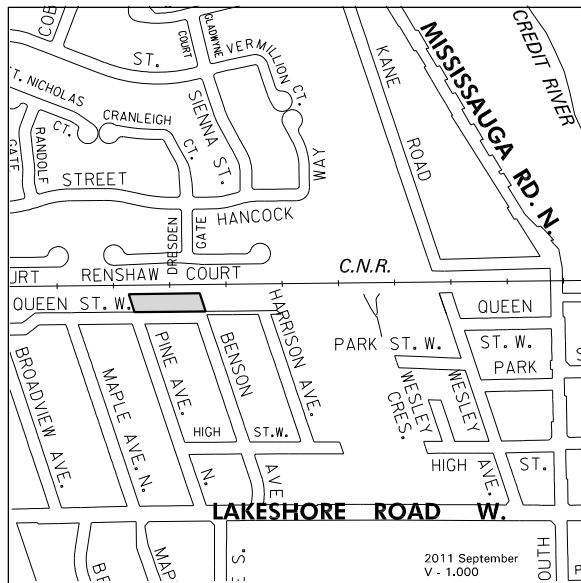 COB
COURT
GLADWYNE
ST.
VERMILLION CT.
SIENNA ST.
KANE ROAD
MISSISSAUGA RD. N.
CREDIT RIVER
T. NICHOLAS
CT.
CRANLEIGH
CT.
GATE
RANDOLF
STREET
HANCOCK
WAY
DRESDEN
GATE
C.N.R.
URT
RENSHAW COURT
QUEEN ST. W.
QUEEN
HARRISON AVE.
PARK ST. W.
ST. W.
PARK
S
BROADVIEW AVE.
MAPLE AVE. N.
PINE AVE.
BENSON
WESLEY CRES.
WESLEY
HIGH ST.W.
N.
AVE
HIGH
AVE.
ST.
LAKESHORE ROAD W.
BR
MAP
E S.
2011 September
V - 1.000
OUTH
P